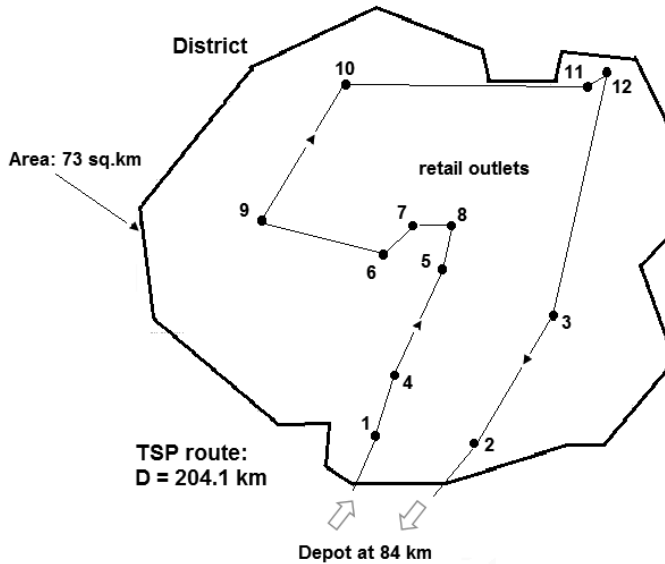 District
10
11
12
Area: 73 sq.km
retail outlets
9
7
8
6
5
3
4
1
2
TSP route:
D = 204.1 km
Depot at 84 km